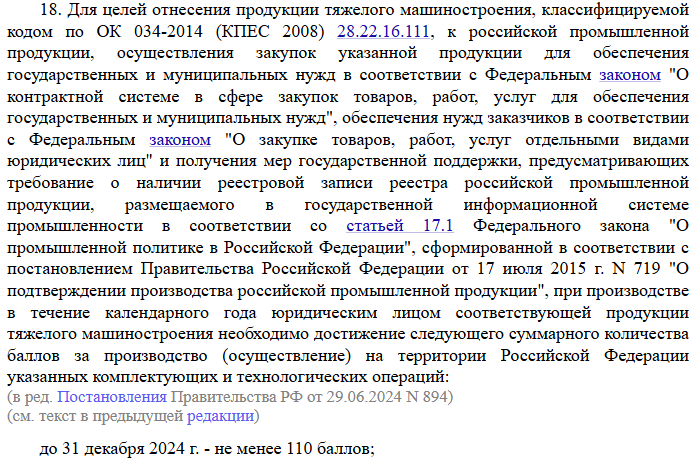 18. Для целей отнесения продукции тяжелого машиностроения, классифицируемой
кодом по ОК 034-2014 (КПЕС 2008) 28.22.16.111, к российской промышленной
продукции, осуществления закупок указанной продукции для обеспечения
государственных и муниципальных нужд в соответствии с Федеральным законом "О
контрактной системе в сфере закупок товаров, работ, услуг для обеспечения
государственных и муниципальных нужд", обеспечения нужд заказчиков в соответствии
с Федеральным законом "О закупке товаров, работ, услуг отдельными видами
юридических лиц" и получения мер государственной поддержки, предусматривающих
требование о наличии реестровой записи реестра российской промышленной
продукции, размещаемого в государственной информационной системе
промышленности в соответствии со статьей 17.1 Федерального закона "О
промышленной политике в Российской Федерации", сформированной в соответствии с
постановлением Правительства Российской Федерации от 17 июля 2015 г. N 719 "О
подтверждении производства российской промышленной продукции", при производстве
в течение календарного года юридическим лицом соответствующей продукции
тяжелого машиностроения необходимо достижение следующего суммарного количества
баллов за производство (осуществление) на территории Российской Федерации
указанных комплектующих и технологических операций:
(в ред. Постановления Правительства РФ от 29.06.2024 N 894)
(см. текст в предыдущей редакции)
до 31 декабря 2024 г. - не менее 110 баллов;